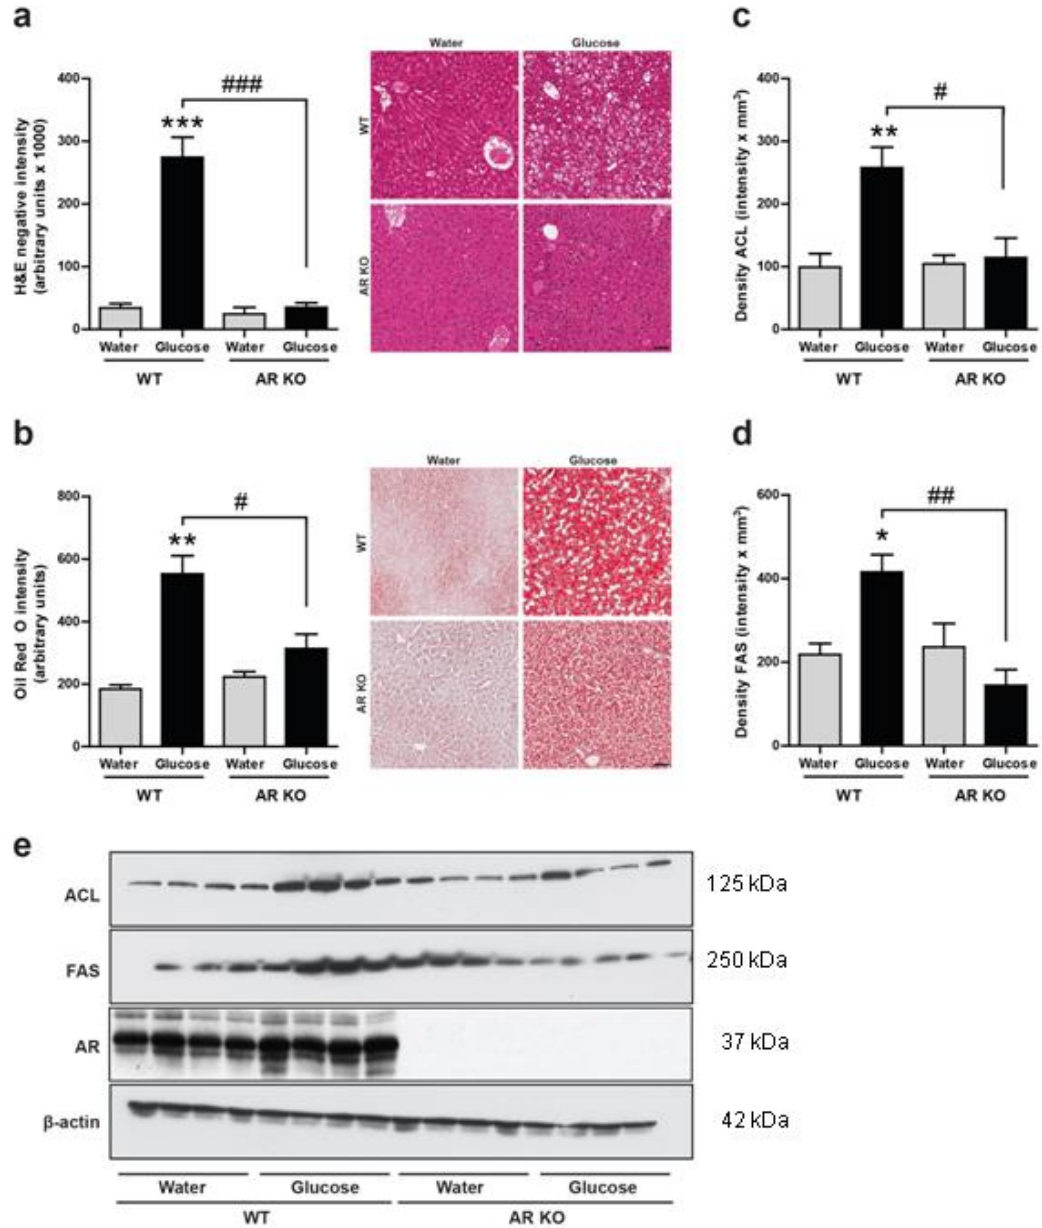 a
H&E negative intensity
(arbitrary units x 1000)
400
300
200
100
0
***
###
Water Glucose Water Glucose
WT AR KO
Water Glucose
WT
AR KO
c
Density ACL (intensity x mm³)
400
300
200
100
0
**
#
Water Glucose Water Glucose
WT AR KO
b
Oil Red O intensity
(arbitrary units)
800
600
400
200
0
**
#
Water Glucose Water Glucose
WT AR KO
Water Glucose
WT
AR KO
d
Density FAS (intensity x mm³)
600
400
200
0
*
##
Water Glucose Water Glucose
WT AR KO
e
ACL 125 kDa
FAS 250 kDa
AR 37 kDa
β-actin 42 kDa
Water Glucose Water Glucose
WT AR KO